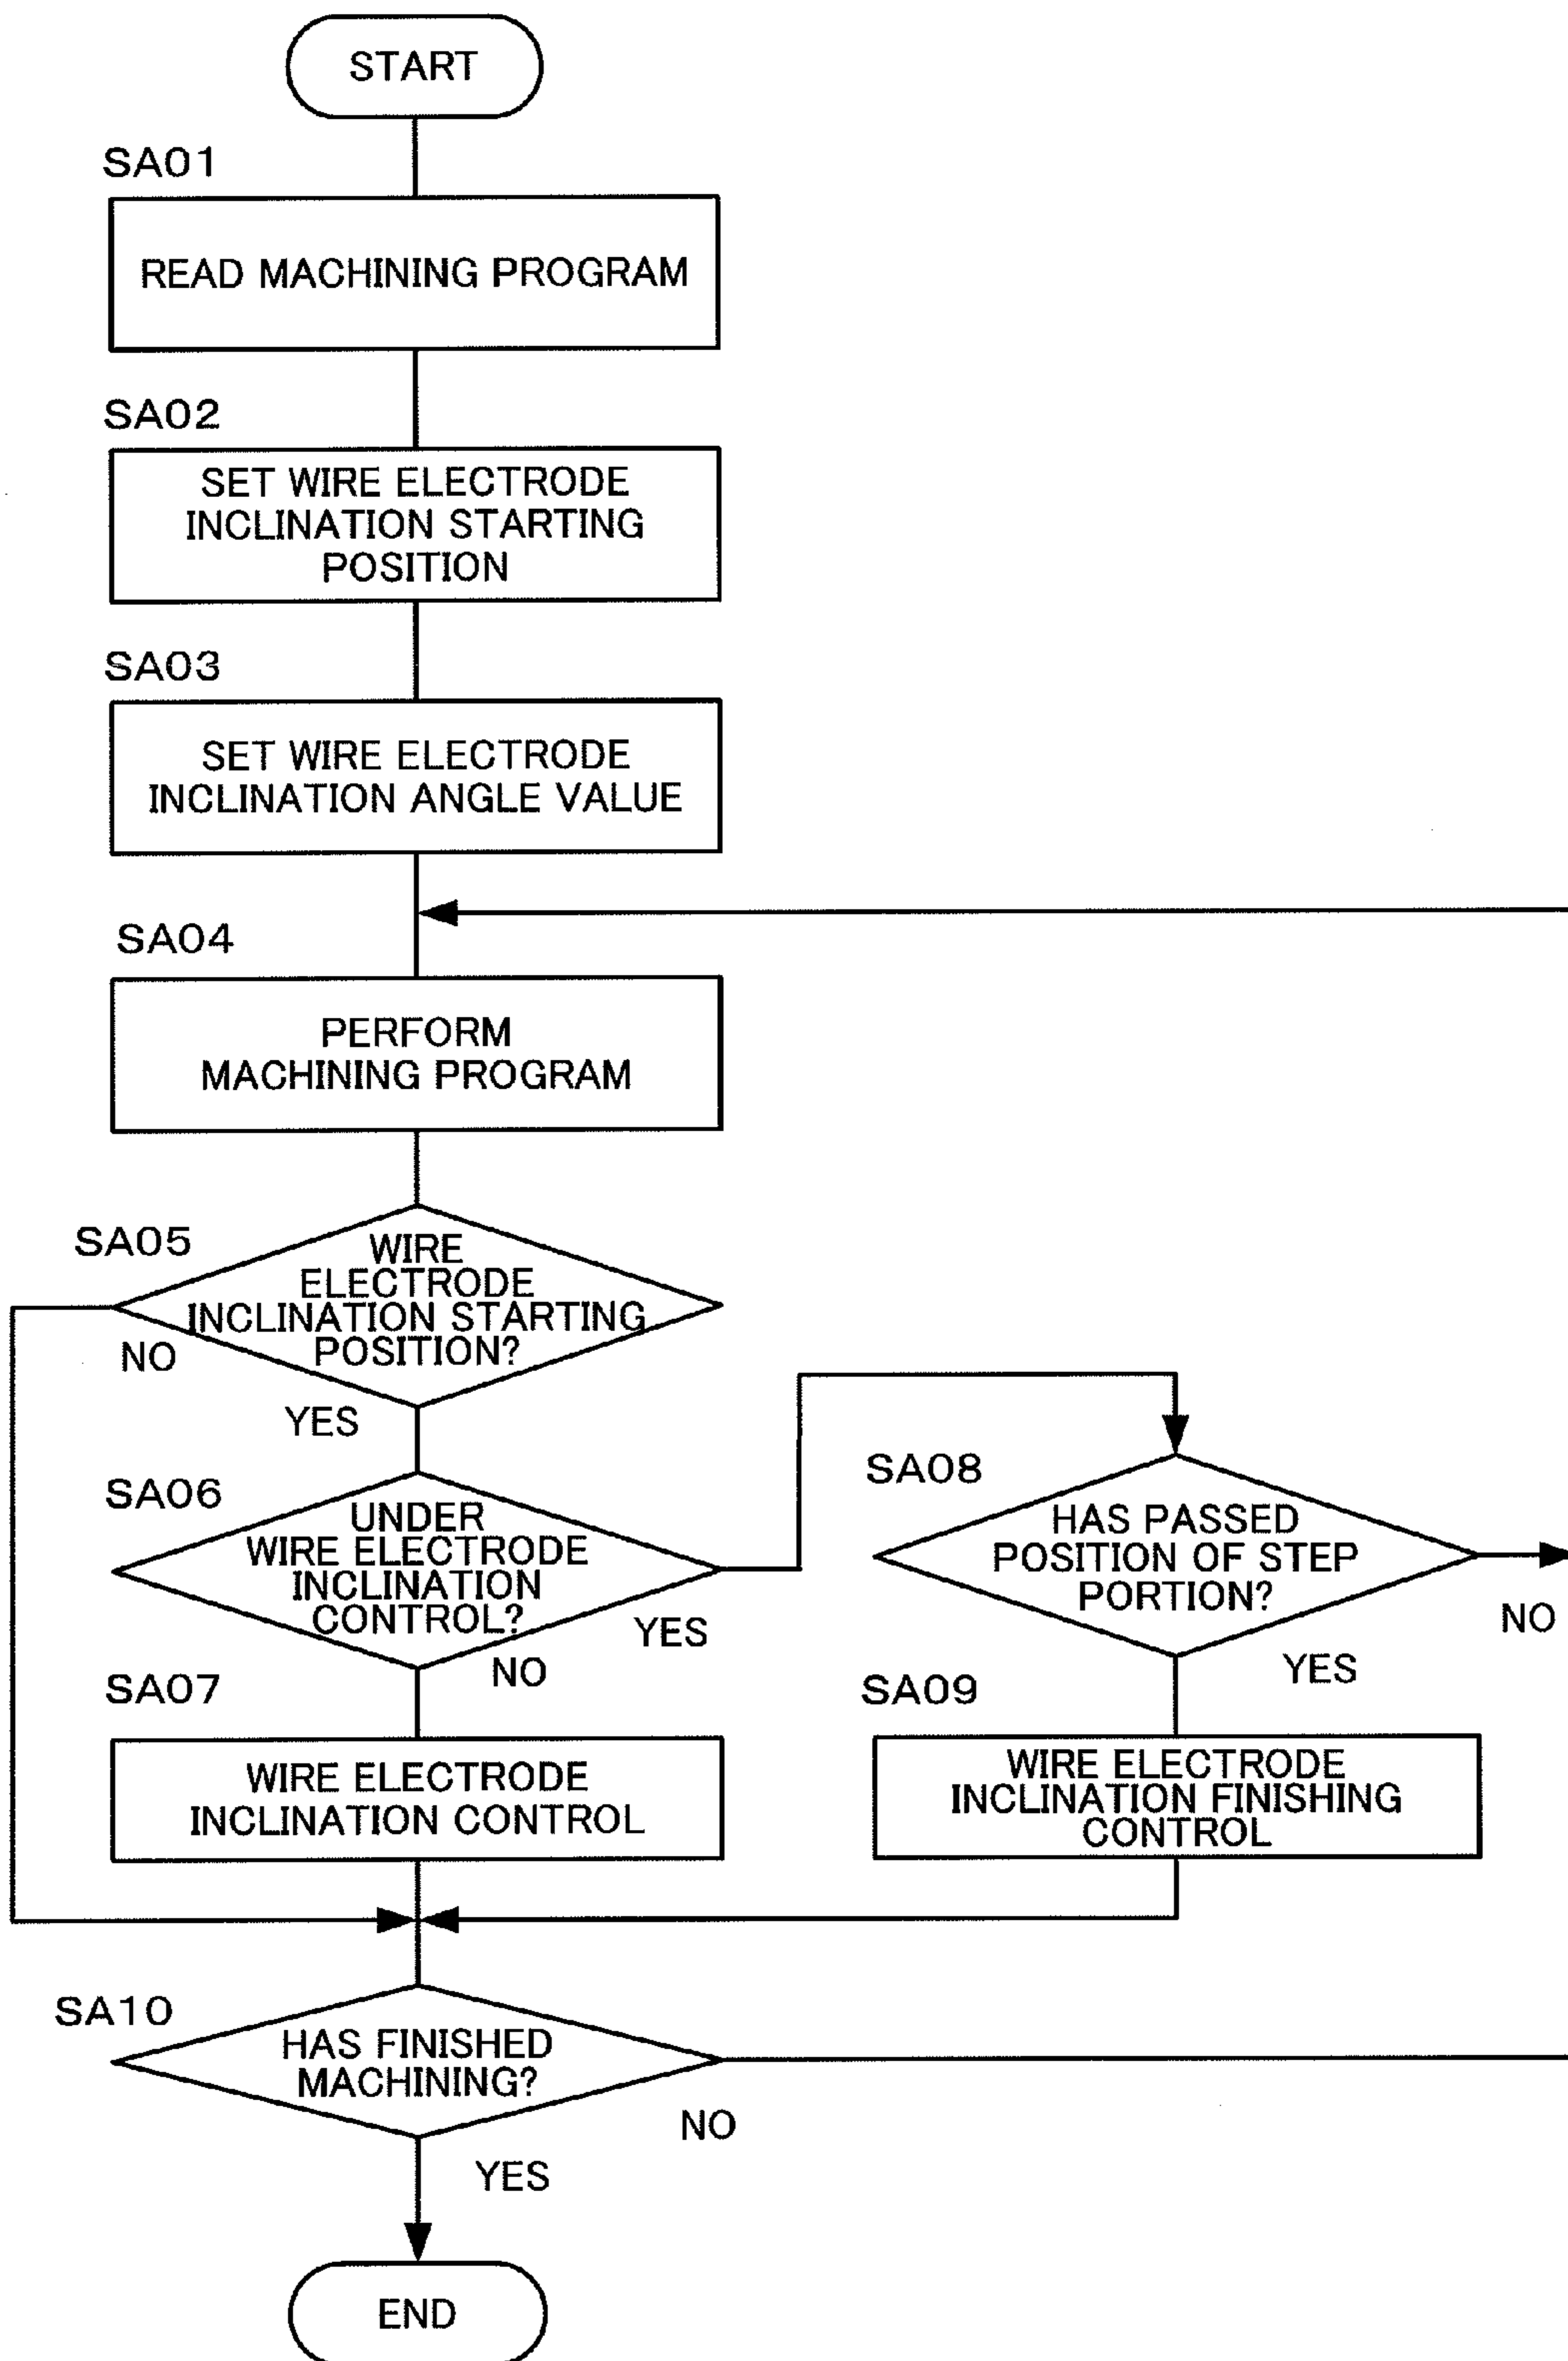 START
SA01
READ MACHINING PROGRAM
SA02
SET WIRE ELECTRODE
INCLINATION STARTING
POSITION
SA03
SET WIRE ELECTRODE
INCLINATION ANGLE VALUE
SA04
PERFORM
MACHINING PROGRAM
SA05
WIRE
ELECTRODE
INCLINATION STARTING
POSITION?
NO
YES
SA06
UNDER
WIRE ELECTRODE
INCLINATION
CONTROL?
YES
NO
SA08
HAS PASSED
POSITION OF STEP
PORTION?
NO
YES
SA07
WIRE ELECTRODE
INCLINATION CONTROL
SA09
WIRE ELECTRODE
INCLINATION FINISHING
CONTROL
SA10
HAS FINISHED
MACHINING?
NO
YES
END